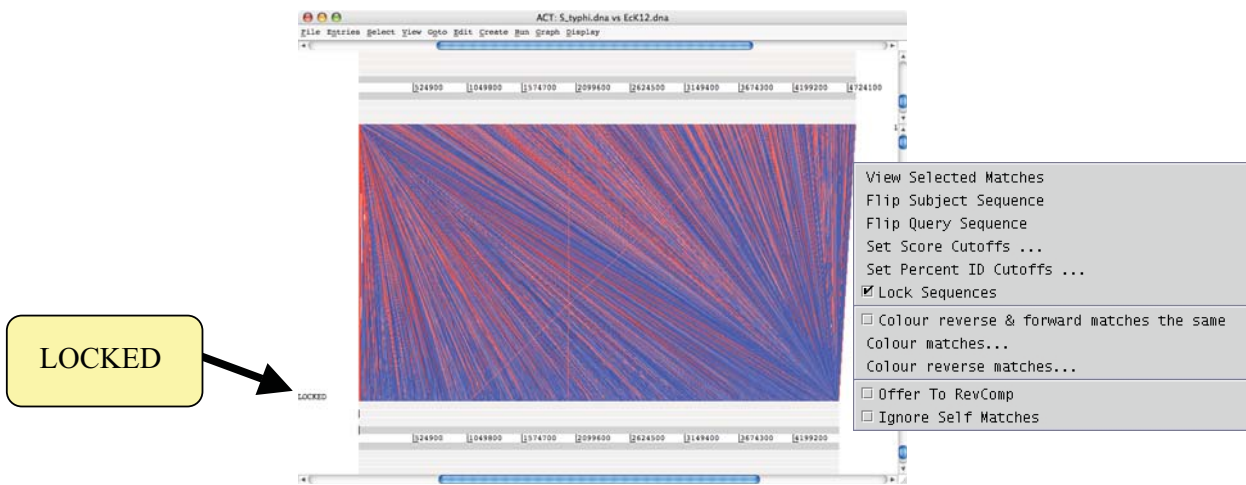 ACT: S_typhi.dna vs EcK12.dna
File Entries Select View Goto Edit Create Run Graph Display
524900 1049800 1574700 2099600 2624500 3149400 3674300 4199200 4724100
1
View Selected Matches
Flip Subject Sequence
Flip Query Sequence
Set Score Cutoffs ...
Set Percent ID Cutoffs ...
Lock Sequences
Colour reverse & forward matches the same
Colour matches...
Colour reverse matches...
Offer To RevComp
Ignore Self Matches
LOCKED
LOCKED
524900 1049800 1574700 2099600 2624500 3149400 3674300 4199200